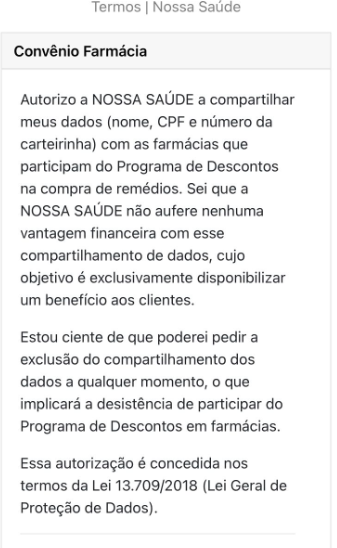 Termos | Nossa Saúde
Convênio Farmácia
Autorizo a NOSSA SAÚDE a compartilhar
meus dados (nome, CPF e número da
carteirinha) com as farmácias que
participam do Programa de Descontos
na compra de remédios. Sei que a
NOSSA SAÚDE não aufere nenhuma
vantagem financeira com esse
compartilhamento de dados, cujo
objetivo é exclusivamente disponibilizar
um benefício aos clientes.
Estou ciente de que poderei pedir a
exclusão do compartilhamento dos
dados a qualquer momento, o que
implicará a desistência de participar do
Programa de Descontos em farmácias.
Essa autorização é concedida nos
termos da Lei 13.709/2018 (Lei Geral de
Proteção de Dados).